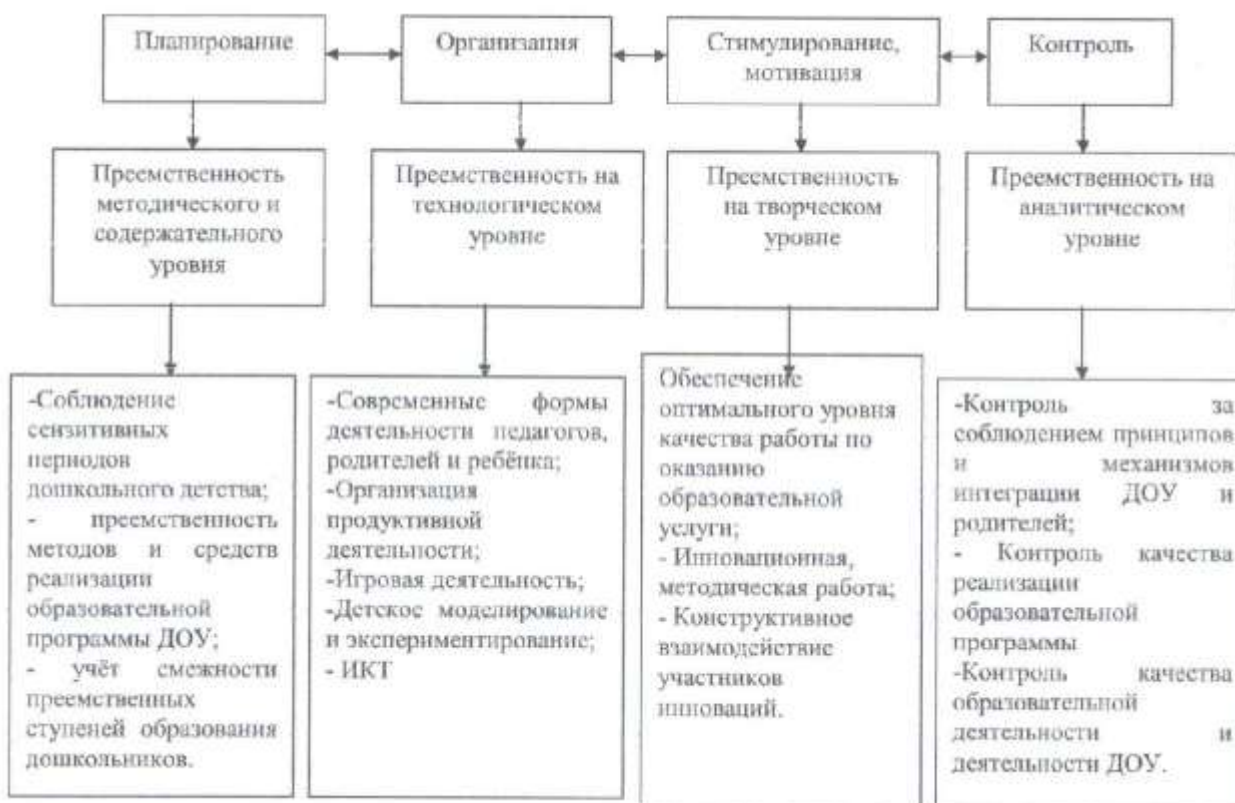 Планирование
Организация
Стимулирование,
мотивация
Контроль
Преемственность
методического и
содержательного
уровня
Преемственность на
технологическом
уровне
Преемственность
на творческом
уровне
Преемственность на
аналитическом
уровне
-Соблюдение
сензитивных
периодов
дошкольного детства;
- преемственность
методов и средств
реализации
образовательной
программы ДОУ;
- учёт смежности
преемственных
ступеней образования
дошкольников.
-Современные формы
деятельности педагогов,
родителей и ребёнка;
-Организация
продуктивной
деятельности;
-Игровая деятельность;
-Детское моделирование
и экспериментирование;
- ИКТ
Обеспечение
оптимального уровня
качества работы по
оказанию
образовательной
услуги;
- Инновационная,
методическая работа;
- Конструктивное
взаимодействие
участников
инноваций.
-Контроль за
соблюдением принципов
и механизмов
интеграции ДОУ и
родителей;
- Контроль качества
реализации
образовательной
программы
-Контроль качества
образовательной
деятельности и
деятельности ДОУ.